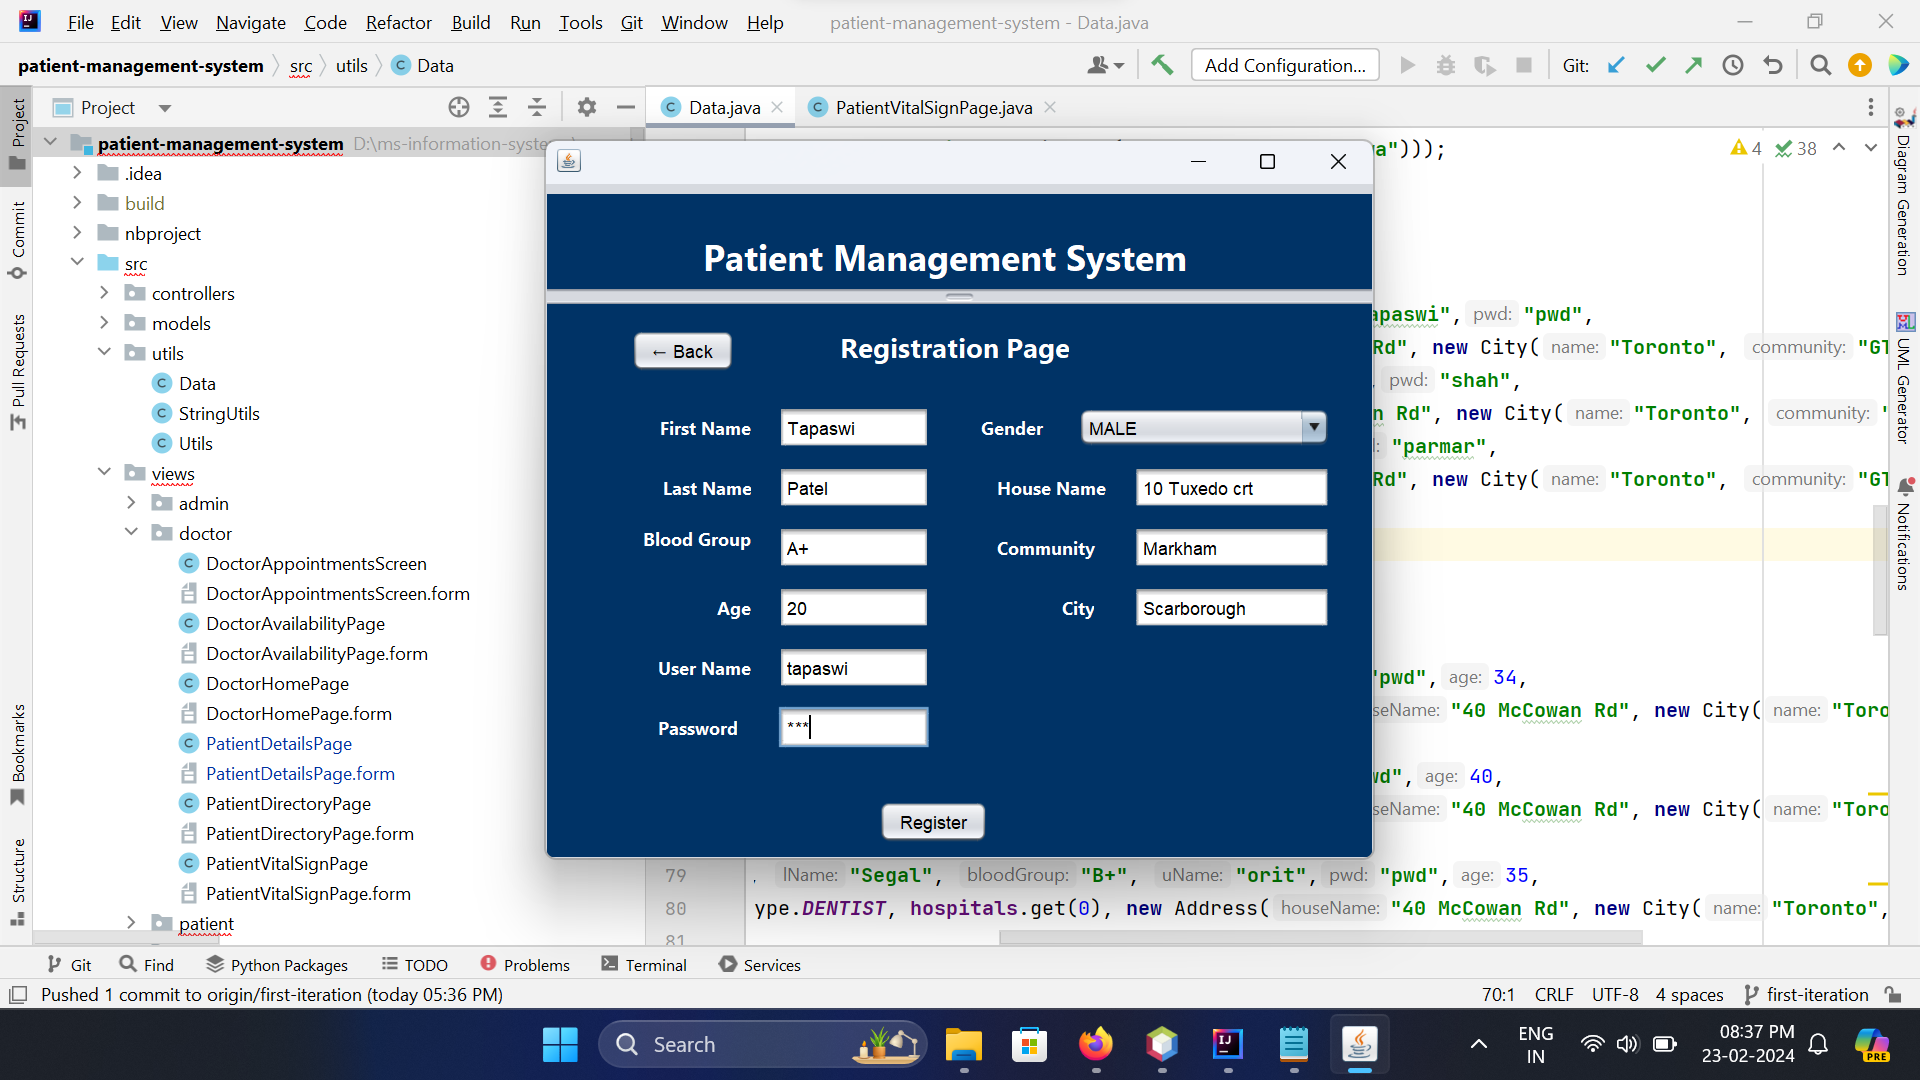 File Edit View Navigate Code Refactor Build Run Tools Git Window Help patient-management-system - Data.java
patient-management-system src utils Data Add Configuration... Git:
Project
Data.java PatientVitalSignPage.java
patient-management-system D:\ms-information-syste
.idea
build
nbproject
src
controllers
models
utils
Data
StringUtils
Utils
views
admin
doctor
DoctorAppointmentsScreen
DoctorAppointmentsScreen.form
DoctorAvailabilityPage
DoctorAvailabilityPage.form
DoctorHomePage
DoctorHomePage.form
PatientDetailsPage
PatientDetailsPage.form
PatientDirectoryPage
PatientDirectoryPage.form
PatientVitalSignPage
PatientVitalSignPage.form
patient
Project
Commit
Pull Requests
Bookmarks
Structure
Patient Management System
← Back Registration Page
First Name Tapaswi Gender MALE
Last Name Patel House Name 10 Tuxedo crt
Blood Group A+ Community Markham
Age 20 City Scarborough
User Name tapaswi
Password ***
Register
a"))); 4 38
apaswi", pwd: "pwd",
Rd", new City( name: "Toronto", community: "GT
, pwd: "shah",
n Rd", new City( name: "Toronto", community: "
: "parmar",
Rd", new City( name: "Toronto", community: "GT
"pwd", age: 34,
seName: "40 McCowan Rd", new City( name: "Toro
wd", age: 40,
seName: "40 McCowan Rd", new City( name: "Toro
79 , lName: "Segal", bloodGroup: "B+", uName: "orit", pwd: "pwd", age: 35,
80 ype.DENTIST, hospitals.get(0), new Address( houseName: "40 McCowan Rd", new City( name: "Toronto",
81
Diagram Generation
UML Generator
Notifications
Git Find Python Packages TODO Problems Terminal Services
Pushed 1 commit to origin/first-iteration (today 05:36 PM) 70:1 CRLF UTF-8 4 spaces first-iteration
Search
ENG
IN
08:37 PM
23-02-2024
PRE